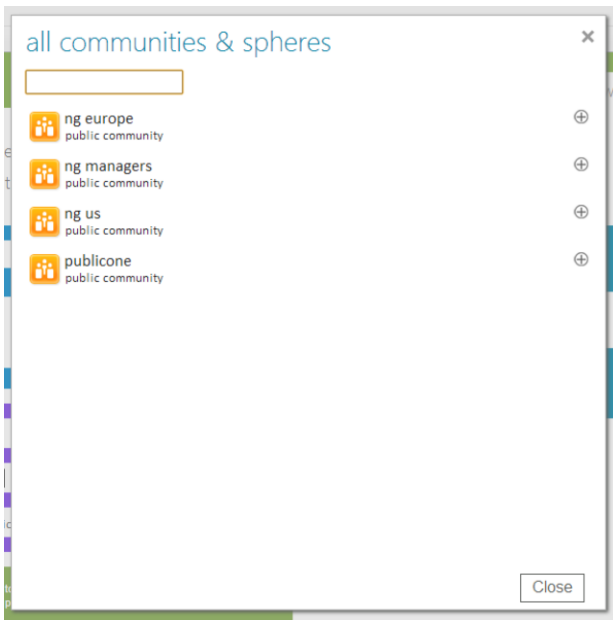 all communities & spheres
ng europe
public community
ng managers
public community
ng us
public community
publicone
public community
Close